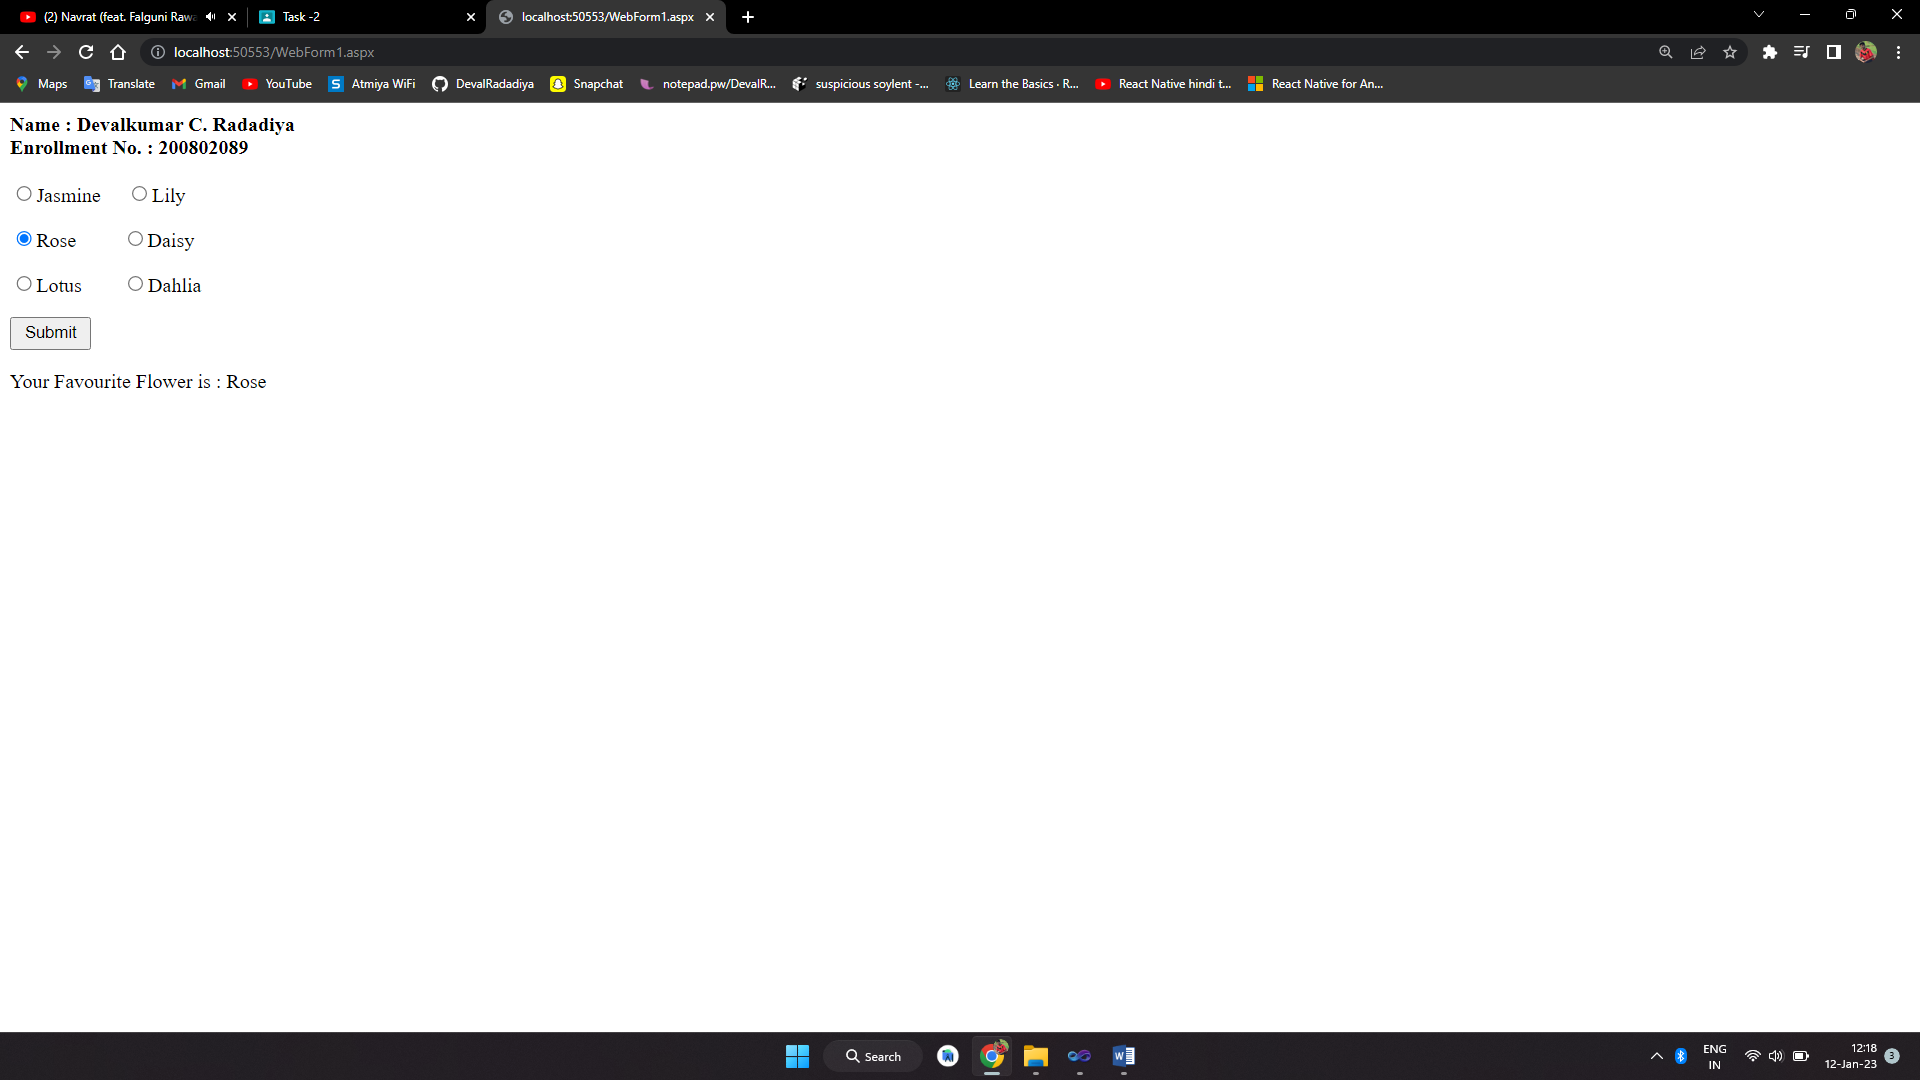 (2) Navrat (feat. Falguni Rawa
Task -2
localhost:50553/WebForm1.aspx
localhost:50553/WebForm1.aspx
Maps
Translate
Gmail
YouTube
Atmiya WiFi
DevalRadadiya
Snapchat
notepad.pw/DevalR...
suspicious soylent -...
Learn the Basics · R...
React Native hindi t...
React Native for An...
Name : Devalkumar C. Radadiya
Enrollment No. : 200802089
Jasmine Lily
Rose Daisy
Lotus Dahlia
Submit
Your Favourite Flower is : Rose
Search
ENG
IN
12:18
12-Jan-23
3